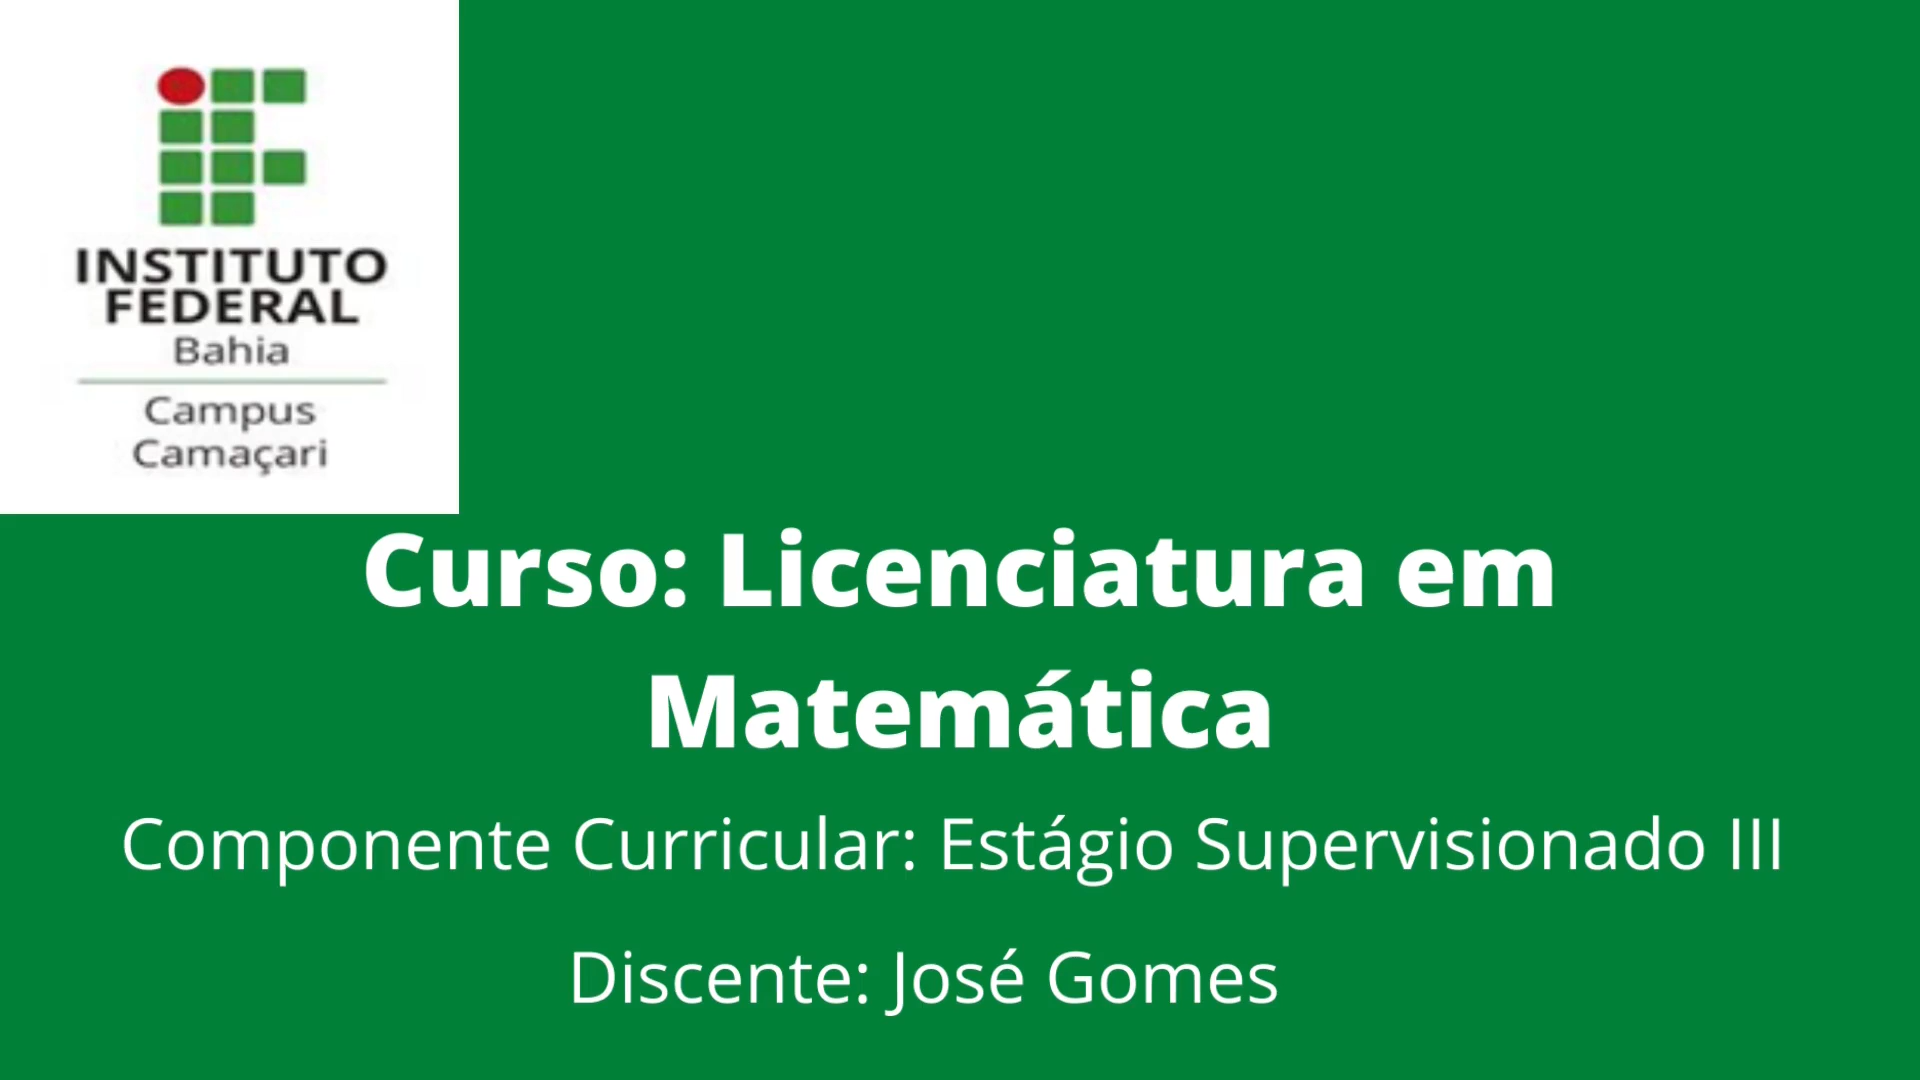 INSTITUTO
FEDERAL
Bahia
Campus
Camaçari
Curso: Licenciatura em
Matemática
Componente Curricular: Estágio Supervisionado III
Discente: José Gomes